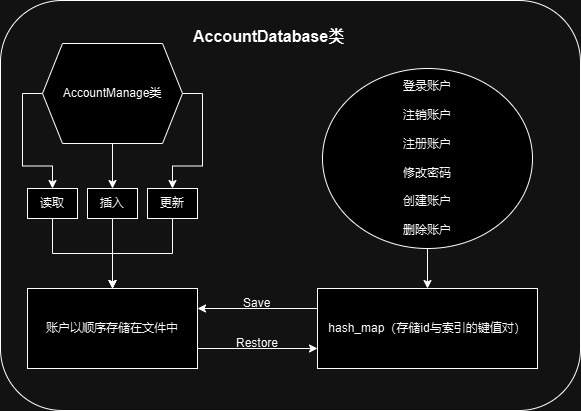 AccountDatabase类
AccountManage类
读取
插入
更新
账户以顺序存储在文件中
登录账户
注销账户
注册账户
修改密码
创建账户
删除账户
Save
Restore
hash_map（存储id与索引的键值对）